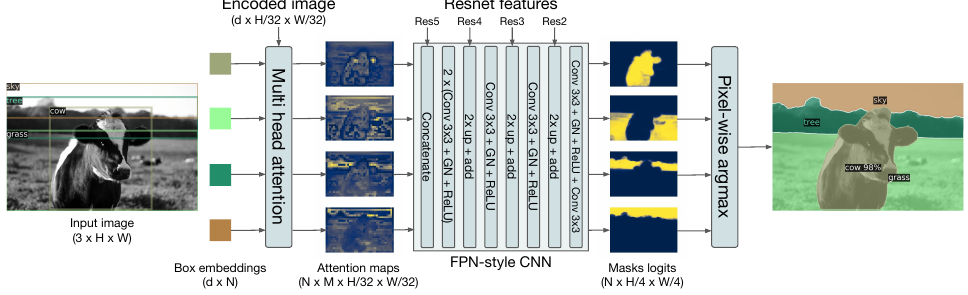 Encoded image
(d x H/32 x W/32)
Resnet features
Res5
Res4
Res3
Res2
sky
tree
cow
grass
Input image
(3 x H x W)
Box embeddings
(d x N)
Multi head attention
Attention maps
(N x M x H/32 x W/32)
Concatenate
2 x (Conv 3x3 + GN + ReLU)
2x up + add
Conv 3x3 + GN + ReLU
2x up + add
Conv 3x3 + GN + ReLU
2x up + add
Conv 3x3 + GN + ReLU + Conv 3x3
FPN-style CNN
Masks logits
(N x H/4 x W/4)
Pixel-wise argmax
sky
tree
cow 98%
grass